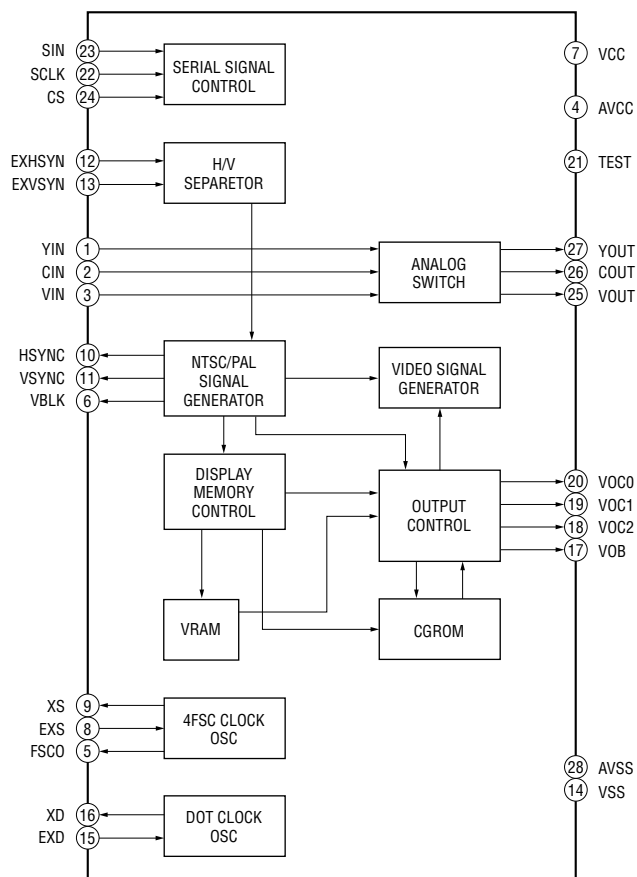 SIN 23
SCLK 22
CS 24
SERIAL SIGNAL
CONTROL
7 VCC
4 AVCC
21 TEST
EXHSYN 12
EXVSYN 13
H/V
SEPARETOR
YIN 1
CIN 2
VIN 3
ANALOG
SWITCH
27 YOUT
26 COUT
25 VOUT
HSYNC 10
VSYNC 11
VBLK 6
NTSC/PAL
SIGNAL
GENERATOR
VIDEO SIGNAL
GENERATOR
DISPLAY
MEMORY
CONTROL
OUTPUT
CONTROL
20 VOC0
19 VOC1
18 VOC2
17 VOB
VRAM
CGROM
XS 9
EXS 8
FSCO 5
4FSC CLOCK
OSC
28 AVSS
14 VSS
XD 16
EXD 15
DOT CLOCK
OSC